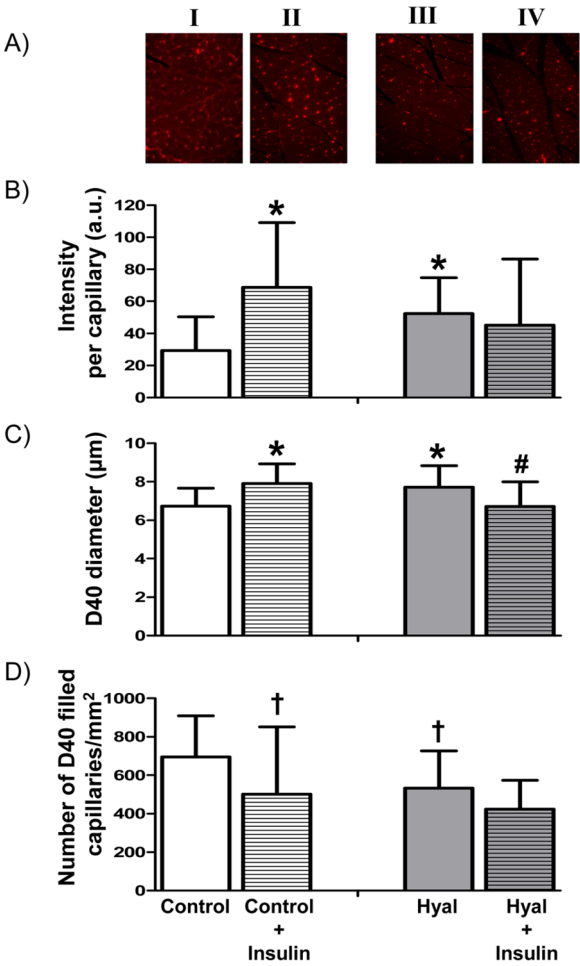 I II III IV
A)
B)
Intensity
per capillary (a.u.)
120
100
80
60
40
20
0
* *
C)
D40 diameter (µm)
10
8
6
4
2
0
* * #
D)
Number of D40 filled
capillaries/mm²
1000
800
600
400
200
0
† †
Control Control Hyal Hyal
+ +
Insulin Insulin